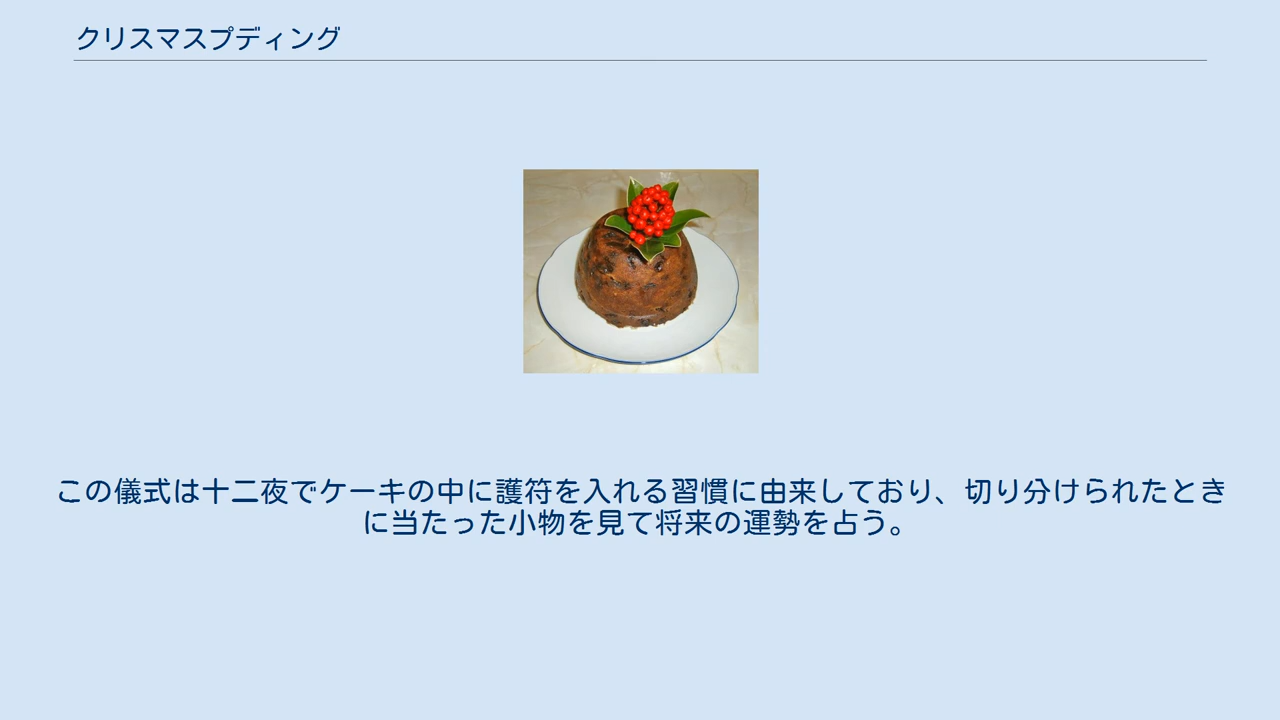 クリスマスプディング
この儀式は十二夜でケーキの中に護符を入れる習慣に由来しており、切り分けられたとき
に当たった小物を見て将来の運勢を占う。